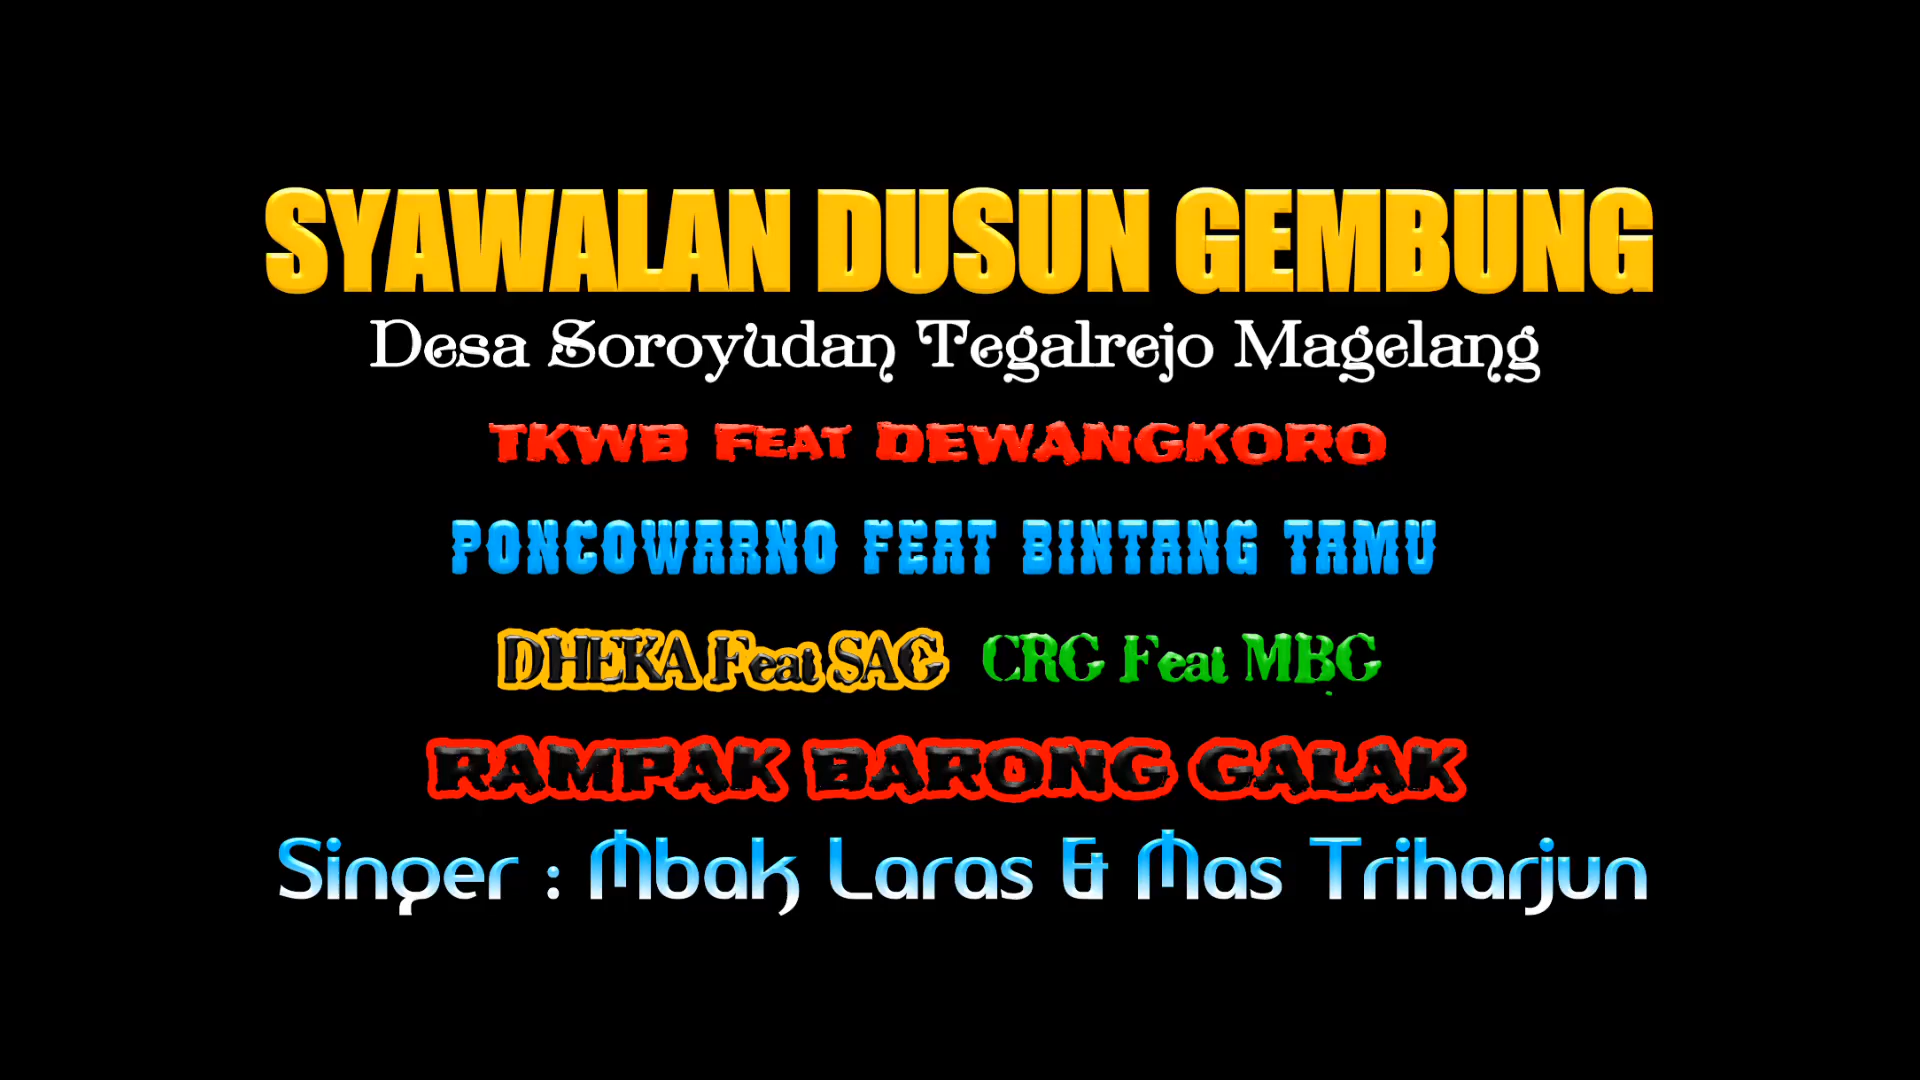 SYAWALAN DUSUN GEMBUNG
Desa Soroyudan Tegalrejo Magelang
TKWB FEAT DEWANGKORO
PONCOWARNO FEAT BINTANG TAMU
DHEKA Feat SAG CRG Feat MBG
RAMPAK BARONG GALAK
Singer : Mbak Laras & Mas Triharjun